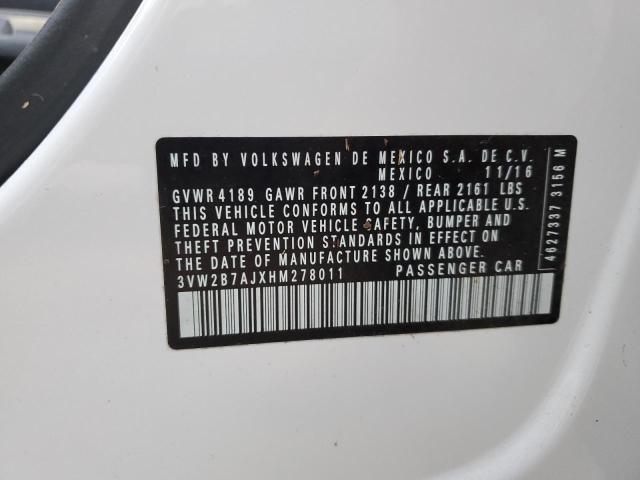 MFD BY VOLKSWAGEN DE MEXICO S.A. DE C.V.
MEXICO 11/16
GVWR 4189 GAWR FRONT 2138 / REAR 2161 LBS
THIS VEHICLE CONFORMS TO ALL APPLICABLE U.S.
FEDERAL MOTOR VEHICLE SAFETY, BUMPER AND
THEFT PREVENTION STANDARDS IN EFFECT ON
THE DATE OF MANUFACTURE SHOWN ABOVE.
3VW2B7AJXHM278011 PASSENGER CAR
4627337 3156 M